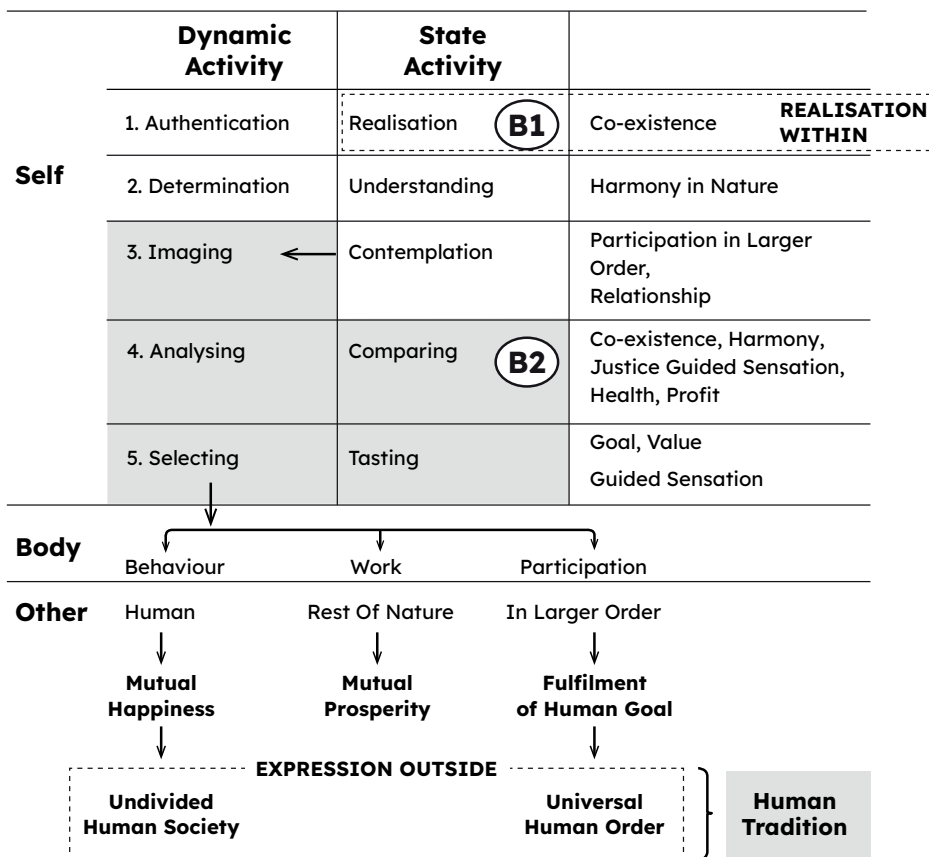 Dynamic Activity
State Activity
Self
1. Authentication
Realisation
B1
Co-existence
REALISATION
WITHIN
2. Determination
Understanding
Harmony in Nature
3. Imaging
Contemplation
Participation in Larger
Order,
Relationship
4. Analysing
Comparing
B2
Co-existence, Harmony,
Justice Guided Sensation,
Health, Profit
5. Selecting
Tasting
Goal, Value
Guided Sensation
Body
Behaviour
Work
Participation
Other
Human
Rest Of Nature
In Larger Order
Mutual
Happiness
Mutual
Prosperity
Fulfilment
of Human Goal
EXPRESSION OUTSIDE
Undivided
Human Society
Universal
Human Order
Human
Tradition